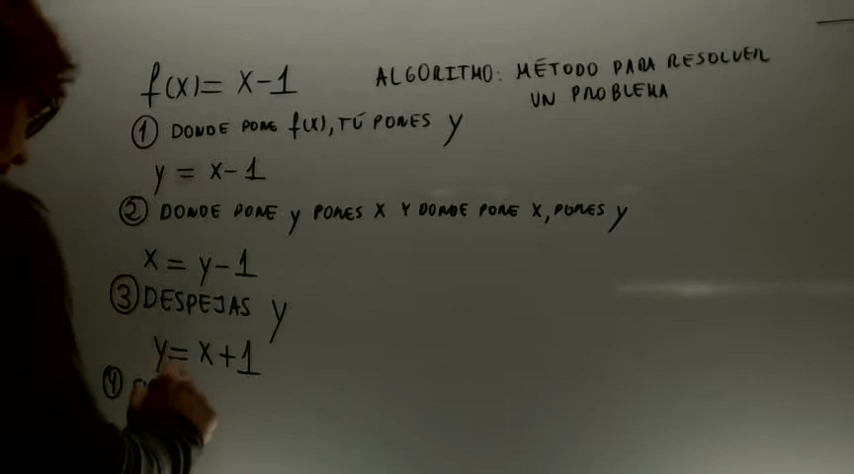 f(x)= x-1
ALGORITMO: MÉTODO PARA RESOLVER
UN PROBLEMA
① DONDE PONE f(x), TÚ PONES y
y = x-1
② DONDE PONE y PONES X Y DONDE PONE X, PONES y
x = y-1
③ DESPEJAS y
y= x+1
④